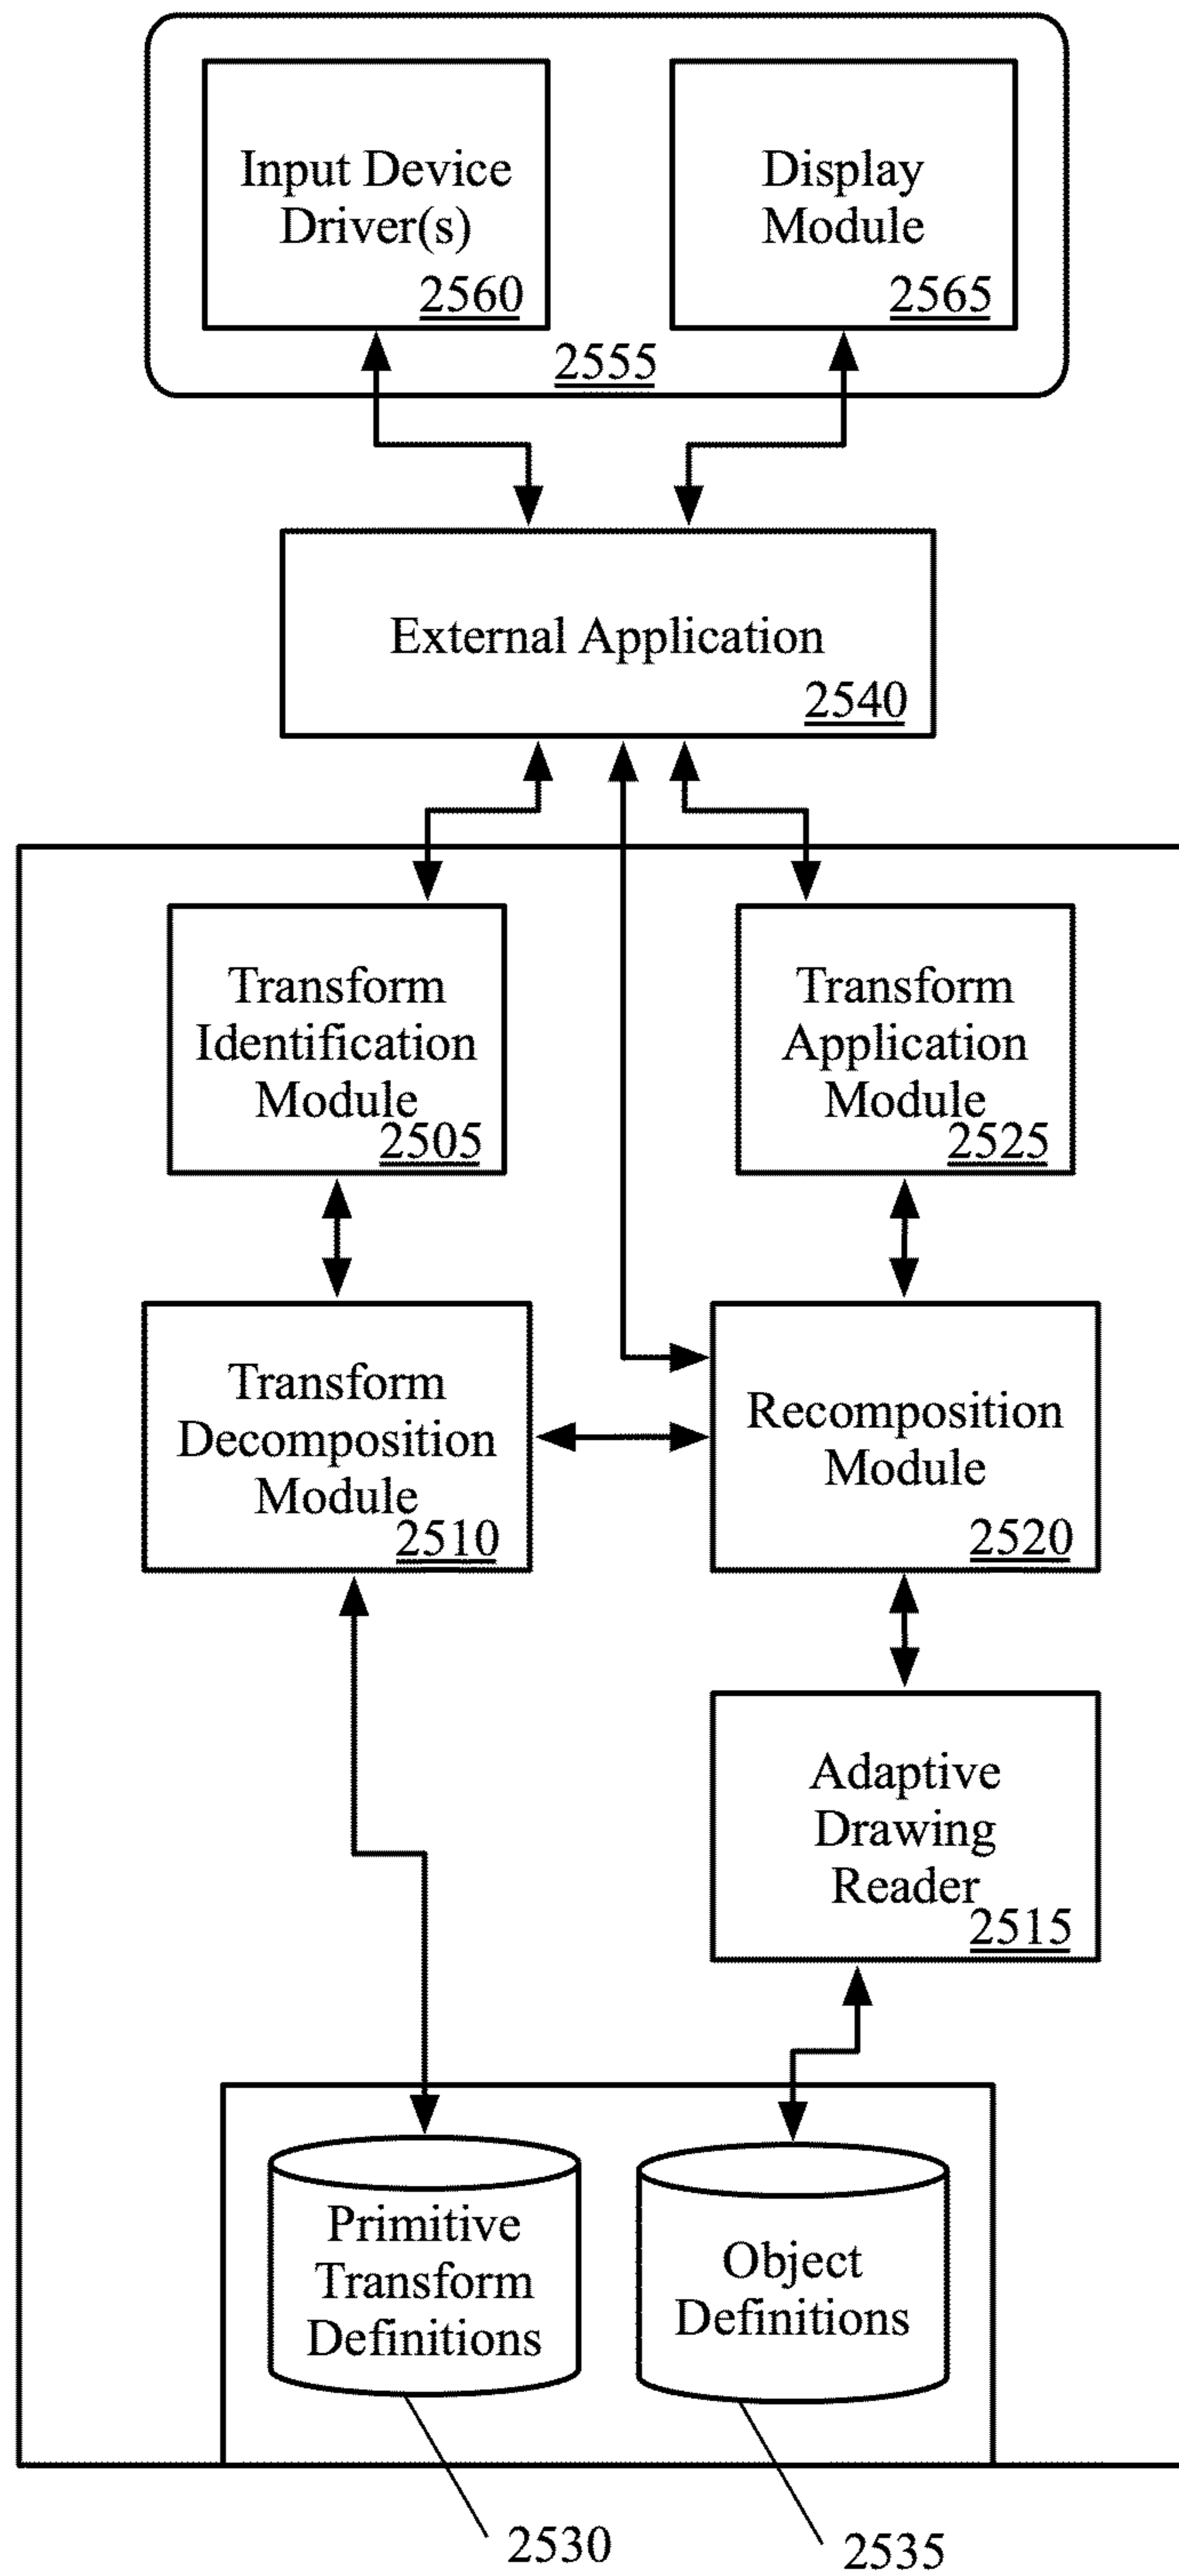 Input Device
Driver(s)
2560
Display
Module
2565
2555
External Application
2540
Transform
Identification
Module
2505
Transform
Application
Module
2525
Transform
Decomposition
Module
2510
Recomposition
Module
2520
Adaptive
Drawing
Reader
2515
Primitive
Transform
Definitions
Object
Definitions
2530
2535